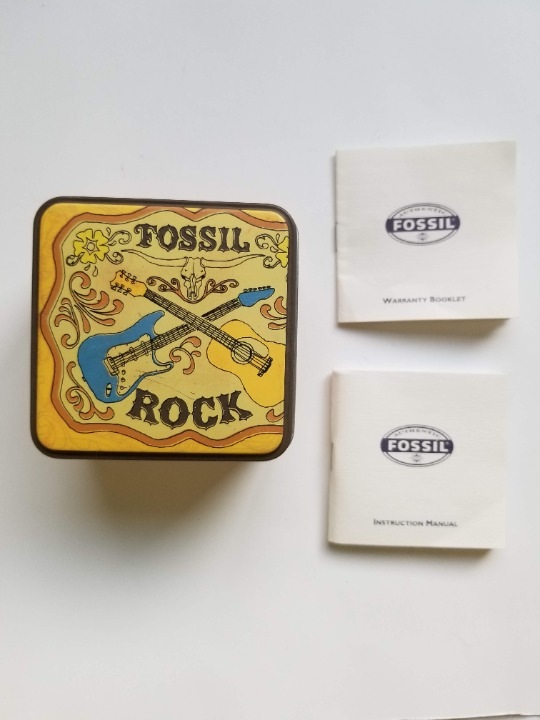 FOSSIL
ROCK
AUTHENTIC
FOSSIL
WARRANTY BOOKLET
AUTHENTIC
FOSSIL
INSTRUCTION MANUAL